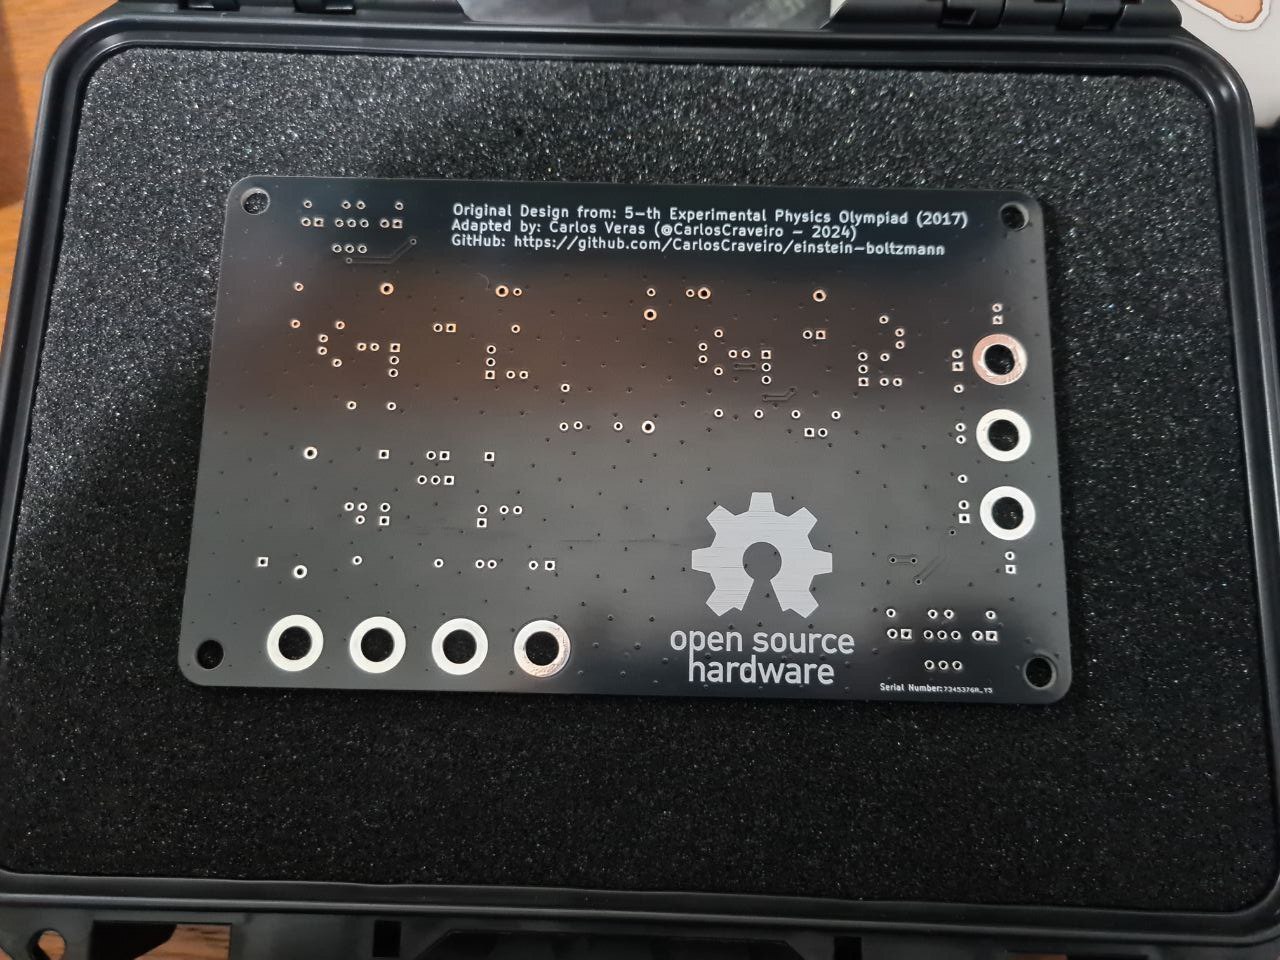 Original Design from: 5-th Experimental Physics Olympiad (2017)
Adapted by: Carlos Veras (@CarlosCraveiro - 2024)
GitHub: https://github.com/CarlosCraveiro/einstein-boltzmann
open source
hardware
Serial Number:7345376A_Y5